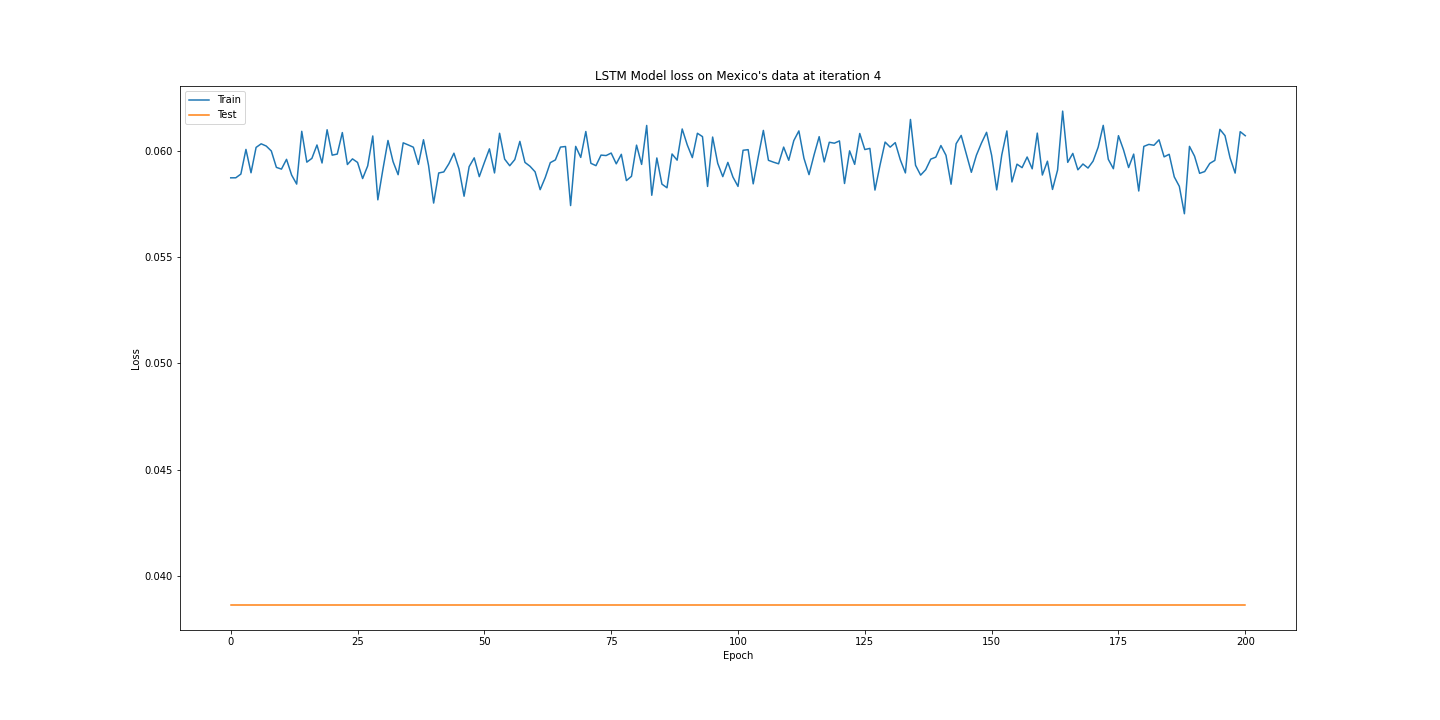 LSTM Model loss on Mexico's data at iteration 4
Train
Test
0.060
0.055
0.050
0.045
0.040
Loss
0 25 50 75 100 125 150 175 200
Epoch